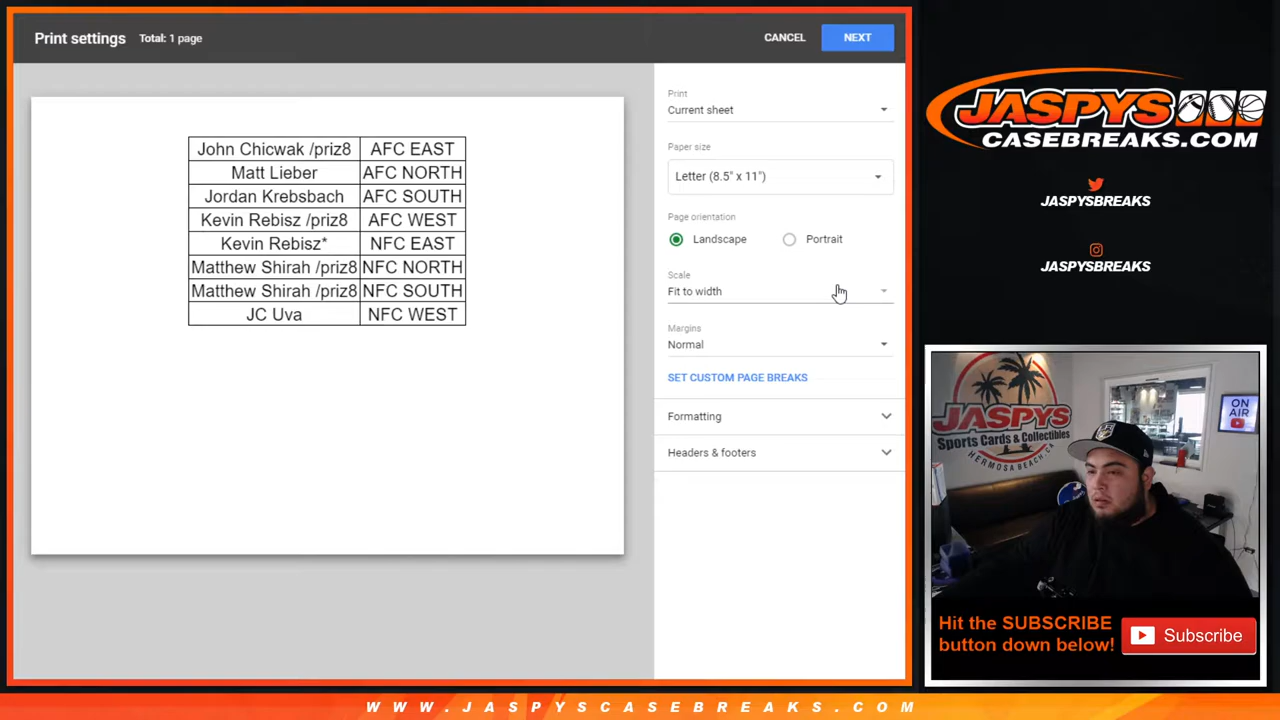 Print settings
Total: 1 page
CANCEL
NEXT
John Chicwak /priz8 AFC EAST
Matt Lieber AFC NORTH
Jordan Krebsbach AFC SOUTH
Kevin Rebisz /priz8 AFC WEST
Kevin Rebisz* NFC EAST
Matthew Shirah /priz8 NFC NORTH
Matthew Shirah /priz8 NFC SOUTH
JC Uva NFC WEST
Print
Current sheet
Paper size
Letter (8.5" x 11")
Page orientation
Landscape
Portrait
Scale
Fit to width
Margins
Normal
SET CUSTOM PAGE BREAKS
Formatting
Headers & footers
JASPYS
CASEBREAKS.COM
JASPYSBREAKS
JASPYSBREAKS
JASPYS
Sports Cards & Collectibles
HERMOSA BEACH, CA
ON
AIR
Hit the SUBSCRIBE
button down below!
Subscribe
WWW.JASPYSCASEBREAKS.COM